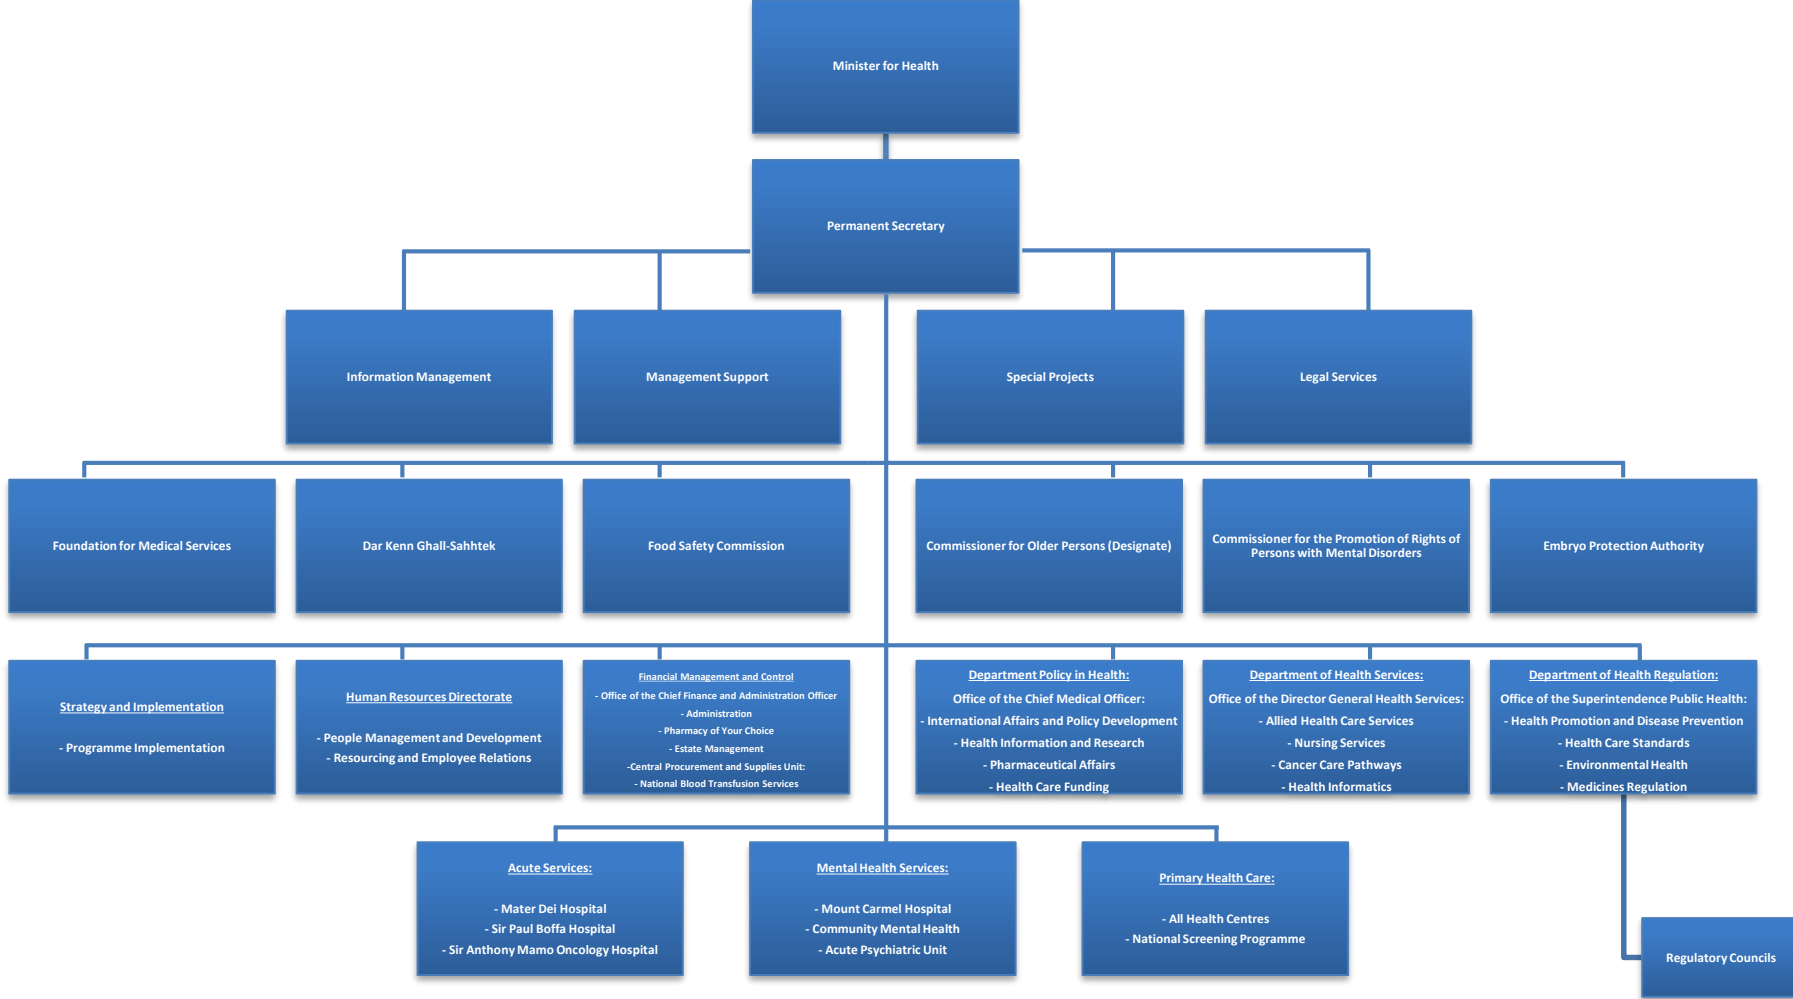 Minister for Health
Permanent Secretary
Information Management
Management Support
Special Projects
Legal Services
Foundation for Medical Services
Dar Kenn Ghall-Sahhtek
Food Safety Commission
Commissioner for Older Persons (Designate)
Commissioner for the Promotion of Rights of
Persons with Mental Disorders
Embryo Protection Authority
Strategy and Implementation
- Programme Implementation
Human Resources Directorate
- People Management and Development
- Resourcing and Employee Relations
Financial Management and Control
- Office of the Chief Finance and Administration Officer
- Administration
- Pharmacy of Your Choice
- Estate Management
-Central Procurement and Supplies Unit:
- National Blood Transfusion Services
Department Policy in Health:
Office of the Chief Medical Officer:
- International Affairs and Policy Development
- Health Information and Research
- Pharmaceutical Affairs
- Health Care Funding
Department of Health Services:
Office of the Director General Health Services:
- Allied Health Care Services
- Nursing Services
- Cancer Care Pathways
- Health Informatics
Department of Health Regulation:
Office of the Superintendence Public Health:
- Health Promotion and Disease Prevention
- Health Care Standards
- Environmental Health
- Medicines Regulation
Acute Services:
- Mater Dei Hospital
- Sir Paul Boffa Hospital
- Sir Anthony Mamo Oncology Hospital
Mental Health Services:
- Mount Carmel Hospital
- Community Mental Health
- Acute Psychiatric Unit
Primary Health Care:
- All Health Centres
- National Screening Programme
Regulatory Councils